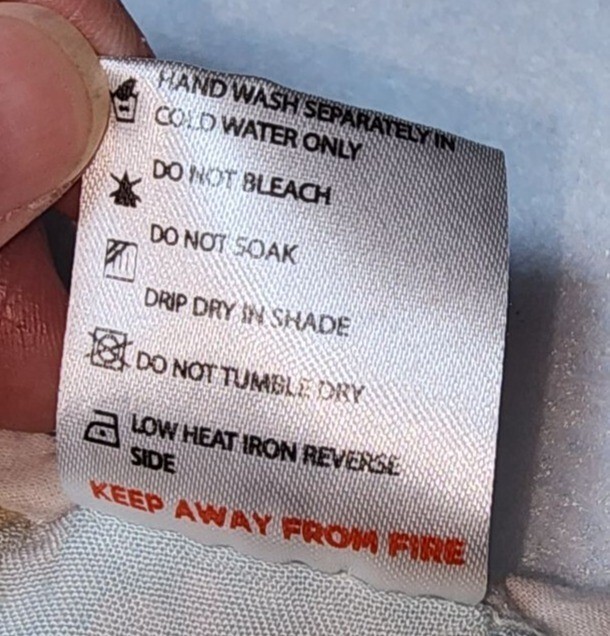 HAND WASH SEPARATELY IN
COLD WATER ONLY
DO NOT BLEACH
DO NOT SOAK
DRIP DRY IN SHADE
DO NOT TUMBLE DRY
LOW HEAT IRON REVERSE
SIDE
KEEP AWAY FROM FIRE